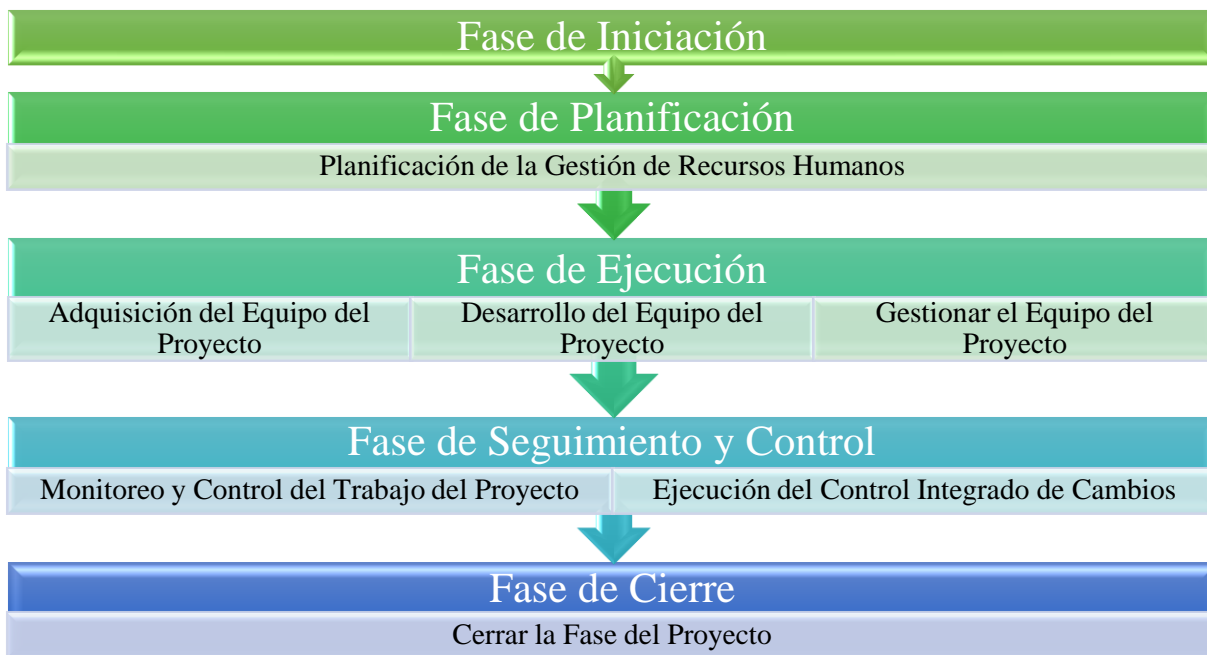 Fase de Iniciación
Fase de Planificación
Planificación de la Gestión de Recursos Humanos
Fase de Ejecución
Adquisición del Equipo del
Proyecto
Desarrollo del Equipo del
Proyecto
Gestionar el Equipo del
Proyecto
Fase de Seguimiento y Control
Monitoreo y Control del Trabajo del Proyecto
Ejecución del Control Integrado de Cambios
Fase de Cierre
Cerrar la Fase del Proyecto